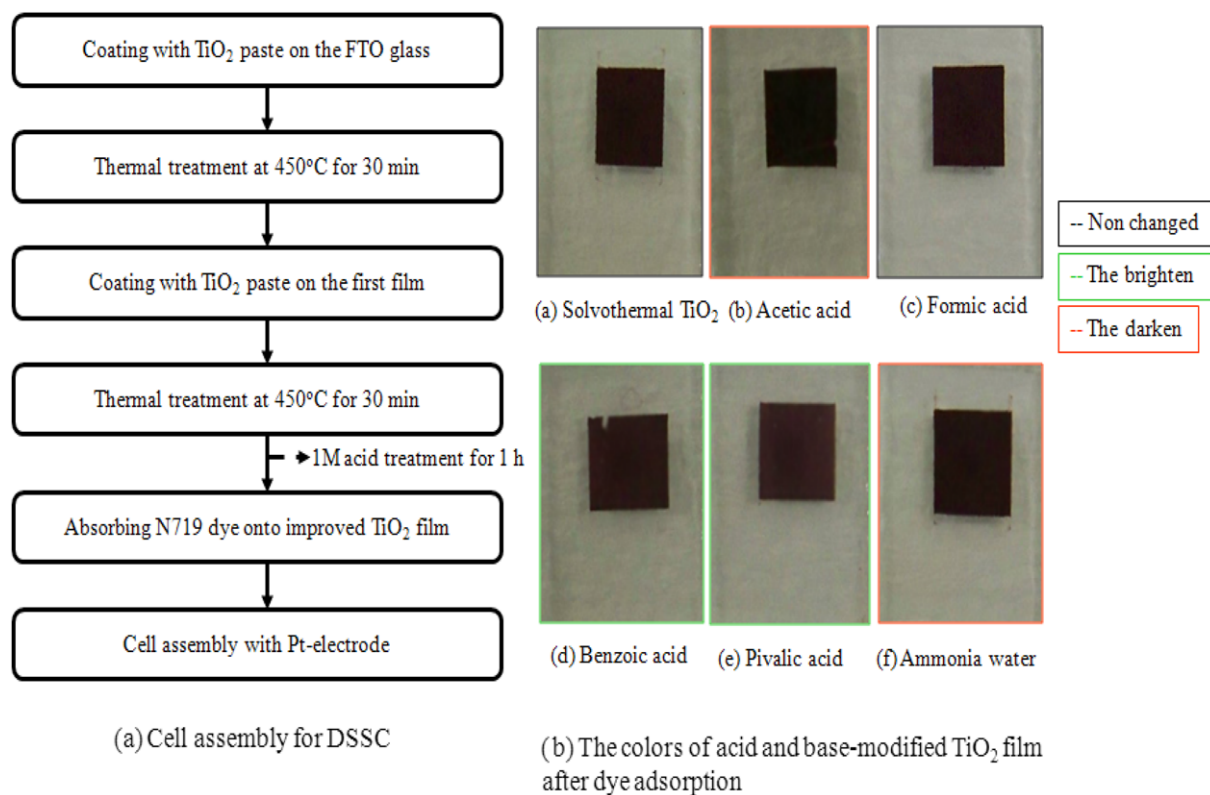 Coating with TiO₂ paste on the FTO glass
Thermal treatment at 450°C for 30 min
Coating with TiO₂ paste on the first film
Thermal treatment at 450°C for 30 min
1M acid treatment for 1 h
Absorbing N719 dye onto improved TiO₂ film
Cell assembly with Pt-electrode
(a) Cell assembly for DSSC
(a) Solvothermal TiO₂
(b) Acetic acid
(c) Formic acid
-- Non changed
-- The brighten
-- The darken
(d) Benzoic acid
(e) Pivalic acid
(f) Ammonia water
(b) The colors of acid and base-modified TiO₂ film
after dye adsorption